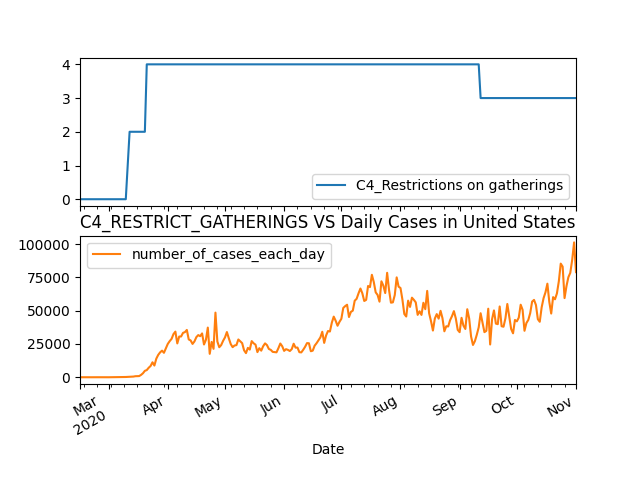 4
3
2
1
0
C4_Restrictions on gatherings
C4_RESTRICT_GATHERINGS VS Daily Cases in United States
100000
75000
50000
25000
0
number_of_cases_each_day
Mar
2020
Apr
May
Jun
Jul
Aug
Sep
Oct
Nov
Date